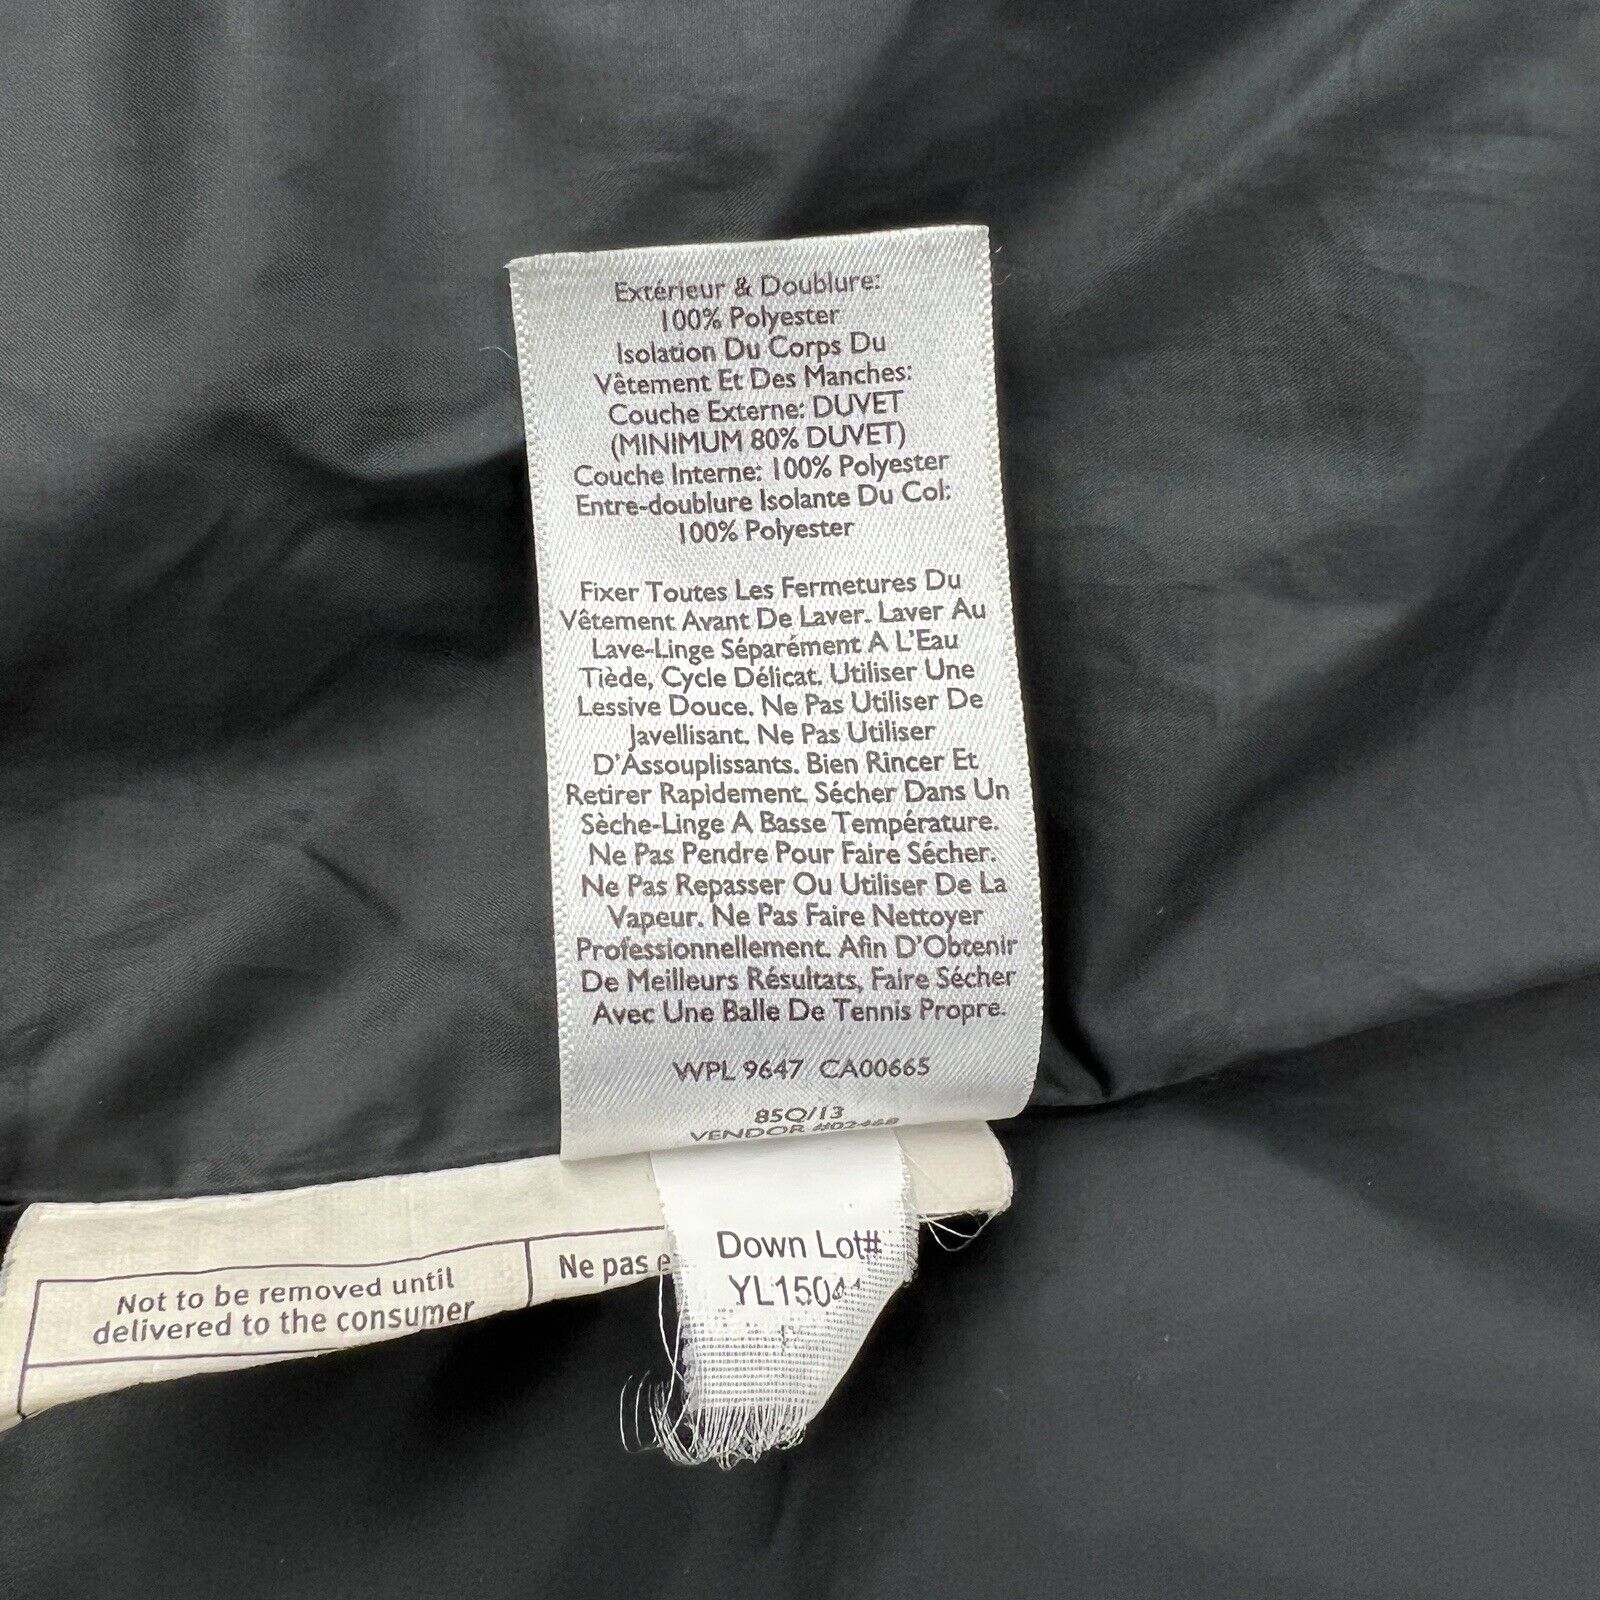 Extérieur & Doublure:
100% Polyester
Isolation Du Corps Du
Vêtement Et Des Manches:
Couche Externe: DUVET
(MINIMUM 80% DUVET)
Couche Interne: 100% Polyester
Entre-doublure Isolante Du Col:
100% Polyester
Fixer Toutes Les Fermetures Du
Vêtement Avant De Laver. Laver Au
Lave-Linge Séparément A L'Eau
Tiède, Cycle Délicat. Utiliser Une
Lessive Douce. Ne Pas Utiliser De
Javellisant. Ne Pas Utiliser
D'Assouplissants. Bien Rincer Et
Retirer Rapidement. Sécher Dans Un
Sèche-Linge A Basse Température.
Ne Pas Pendre Pour Faire Sécher.
Ne Pas Repasser Ou Utiliser De La
Vapeur. Ne Pas Faire Nettoyer
Professionnellement. Afin D'Obtenir
De Meilleurs Résultats, Faire Sécher
Avec Une Balle De Tennis Propre.
WPL 9647 CA00665
85Q/13
VENDOR
Down Lot#
Not to be removed until
delivered to the consumer
Ne pas